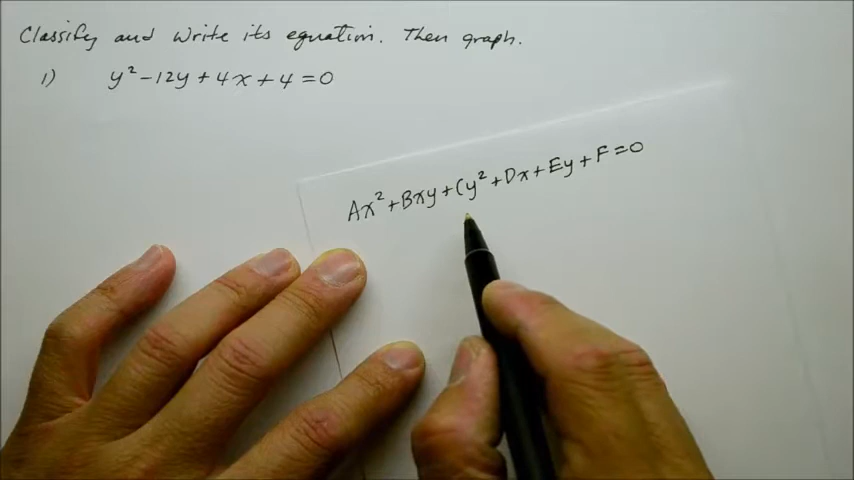 Classify and write its equation. Then graph.
1) y² - 12y + 4x + 4 = 0
Ax² + Bxy + Cy² + Dx + Ey + F = 0